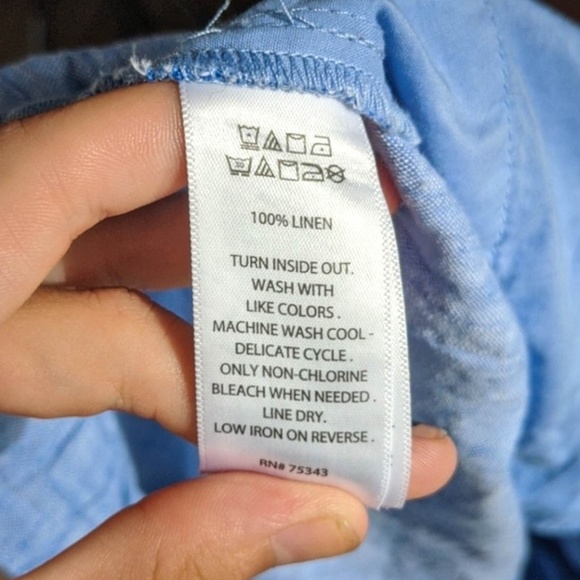 100% LINEN
TURN INSIDE OUT.
WASH WITH
LIKE COLORS .
MACHINE WASH COOL -
DELICATE CYCLE .
ONLY NON-CHLORINE
BLEACH WHEN NEEDED .
LINE DRY.
LOW IRON ON REVERSE .
RN# 75343